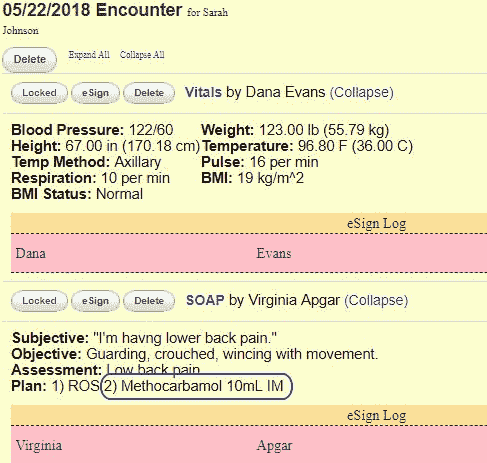 05/22/2018 Encounter for Sarah
Johnson
Delete Expand All Collapse All
Locked eSign Delete Vitals by Dana Evans (Collapse)
Blood Pressure: 122/60 Weight: 123.00 lb (55.79 kg)
Height: 67.00 in (170.18 cm) Temperature: 96.80 F (36.00 C)
Temp Method: Axillary Pulse: 16 per min
Respiration: 10 per min BMI: 19 kg/m^2
BMI Status: Normal
eSign Log
Dana Evans
Locked eSign Delete SOAP by Virginia Apgar (Collapse)
Subjective: "I'm havng lower back pain."
Objective: Guarding, crouched, wincing with movement.
Assessment: Low back pain
Plan: 1) ROS 2) Methocarbamol 10mL IM
eSign Log
Virginia Apgar